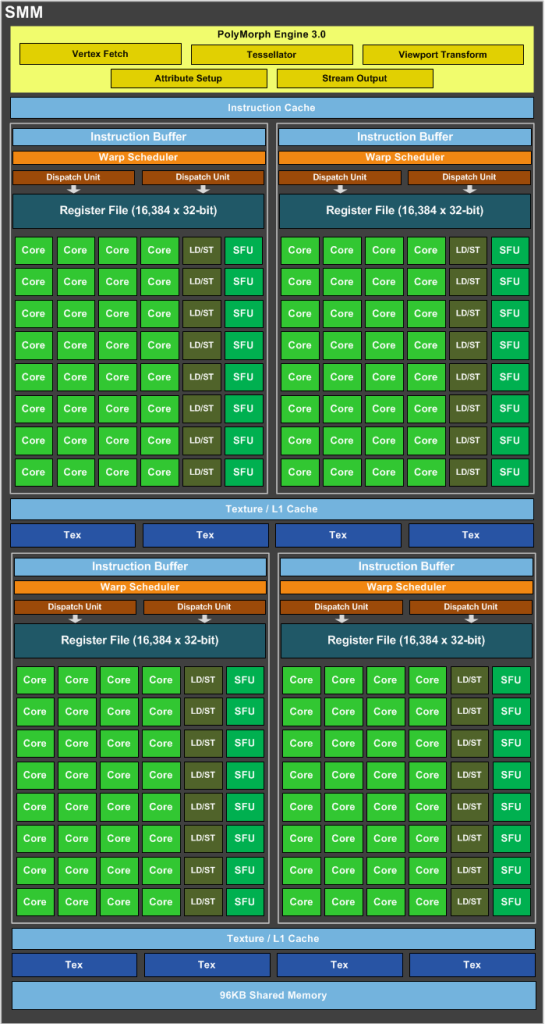 SMM
PolyMorph Engine 3.0
Vertex Fetch Tessellator Viewport Transform
Attribute Setup Stream Output
Instruction Cache
Instruction Buffer Instruction Buffer
Warp Scheduler Warp Scheduler
Dispatch Unit Dispatch Unit Dispatch Unit Dispatch Unit
Register File (16,384 x 32-bit) Register File (16,384 x 32-bit)
Core Core Core Core LD/ST SFU Core Core Core Core LD/ST SFU
Core Core Core Core LD/ST SFU Core Core Core Core LD/ST SFU
Core Core Core Core LD/ST SFU Core Core Core Core LD/ST SFU
Core Core Core Core LD/ST SFU Core Core Core Core LD/ST SFU
Core Core Core Core LD/ST SFU Core Core Core Core LD/ST SFU
Core Core Core Core LD/ST SFU Core Core Core Core LD/ST SFU
Core Core Core Core LD/ST SFU Core Core Core Core LD/ST SFU
Core Core Core Core LD/ST SFU Core Core Core Core LD/ST SFU
Texture / L1 Cache
Tex Tex Tex Tex
Instruction Buffer Instruction Buffer
Warp Scheduler Warp Scheduler
Dispatch Unit Dispatch Unit Dispatch Unit Dispatch Unit
Register File (16,384 x 32-bit) Register File (16,384 x 32-bit)
Core Core Core Core LD/ST SFU Core Core Core Core LD/ST SFU
Core Core Core Core LD/ST SFU Core Core Core Core LD/ST SFU
Core Core Core Core LD/ST SFU Core Core Core Core LD/ST SFU
Core Core Core Core LD/ST SFU Core Core Core Core LD/ST SFU
Core Core Core Core LD/ST SFU Core Core Core Core LD/ST SFU
Core Core Core Core LD/ST SFU Core Core Core Core LD/ST SFU
Core Core Core Core LD/ST SFU Core Core Core Core LD/ST SFU
Core Core Core Core LD/ST SFU Core Core Core Core LD/ST SFU
Texture / L1 Cache
Tex Tex Tex Tex
96KB Shared Memory